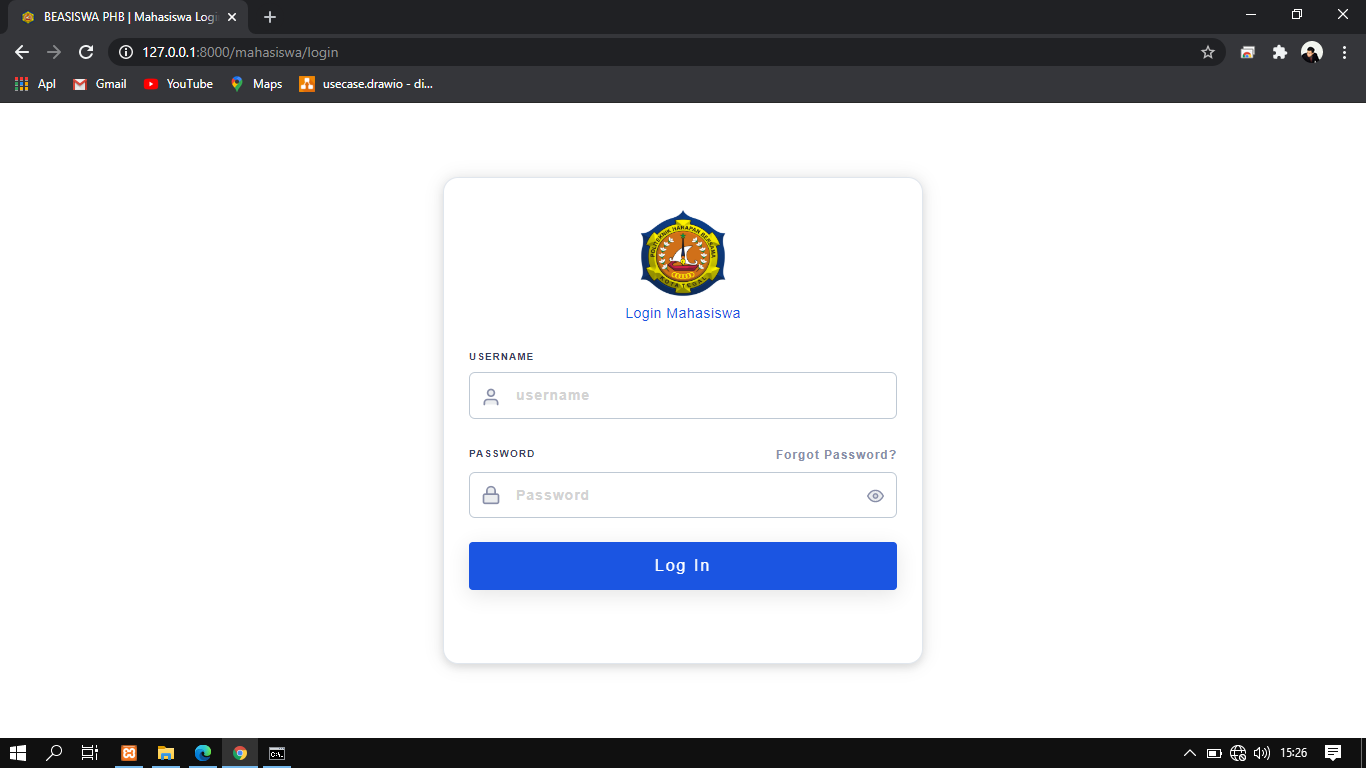 BEASISWA PHB | Mahasiswa Logi
127.0.0.1:8000/mahasiswa/login
Apl
Gmail
YouTube
Maps
usecase.drawio - di...
POLITEKNIK HARAPAN BERSAMA
KOTA TEGAL
Login Mahasiswa
USERNAME
username
PASSWORD
Forgot Password?
Password
Log In
15:26